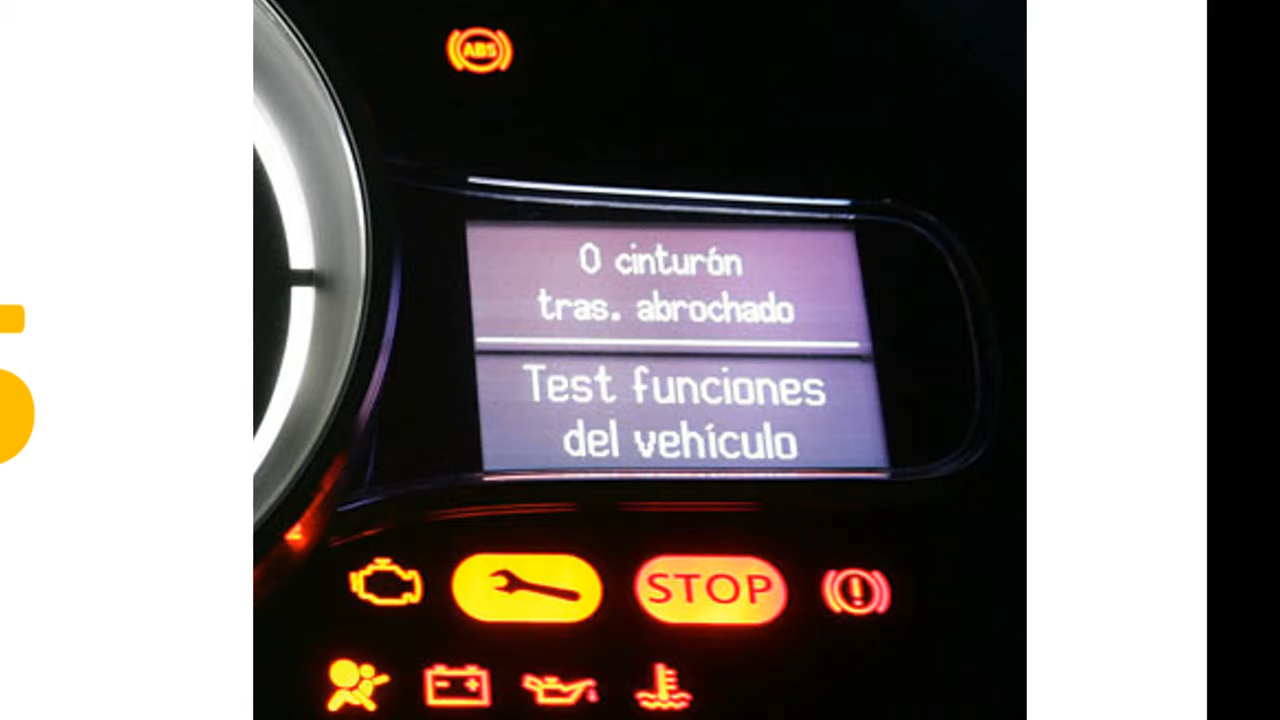 ABS
0 cinturón
tras. abrochado
Test funciones
del vehículo
STOP